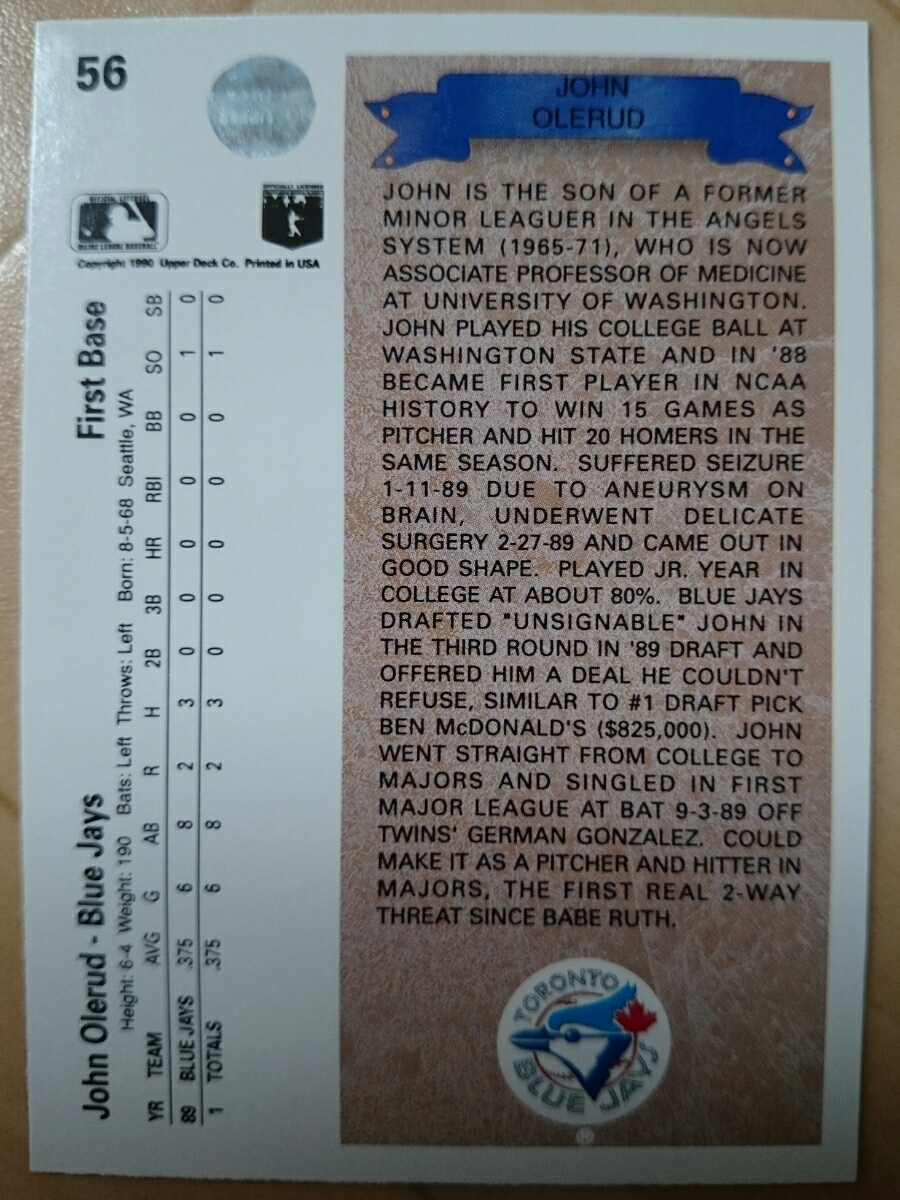 56
OFFICIAL LICENSEE
MAJOR LEAGUE BASEBALL
OFFICIALLY LICENSED
Copyright 1990 Upper Deck Co. Printed in USA
John Olerud - Blue Jays First Base
Height: 6-4 Weight: 190 Bats: Left Throws: Left Born: 8-5-68 Seattle, WA
YR TEAM AVG G AB R H 2B 3B HR RBI BB SO SB
89 BLUE JAYS .375 6 8 2 3 0 0 0 0 0 1 0
1 TOTALS .375 6 8 2 3 0 0 0 0 0 1 0
JOHN
OLERUD
JOHN IS THE SON OF A FORMER
MINOR LEAGUER IN THE ANGELS
SYSTEM (1965-71), WHO IS NOW
ASSOCIATE PROFESSOR OF MEDICINE
AT UNIVERSITY OF WASHINGTON.
JOHN PLAYED HIS COLLEGE BALL AT
WASHINGTON STATE AND IN '88
BECAME FIRST PLAYER IN NCAA
HISTORY TO WIN 15 GAMES AS
PITCHER AND HIT 20 HOMERS IN THE
SAME SEASON. SUFFERED SEIZURE
1-11-89 DUE TO ANEURYSM ON
BRAIN, UNDERWENT DELICATE
SURGERY 2-27-89 AND CAME OUT IN
GOOD SHAPE. PLAYED JR. YEAR IN
COLLEGE AT ABOUT 80%. BLUE JAYS
DRAFTED "UNSIGNABLE" JOHN IN
THE THIRD ROUND IN '89 DRAFT AND
OFFERED HIM A DEAL HE COULDN'T
REFUSE, SIMILAR TO #1 DRAFT PICK
BEN McDONALD'S ($825,000). JOHN
WENT STRAIGHT FROM COLLEGE TO
MAJORS AND SINGLED IN FIRST
MAJOR LEAGUE AT BAT 9-3-89 OFF
TWINS' GERMAN GONZALEZ. COULD
MAKE IT AS A PITCHER AND HITTER IN
MAJORS, THE FIRST REAL 2-WAY
THREAT SINCE BABE RUTH.
TORONTO
BLUE JAYS
®